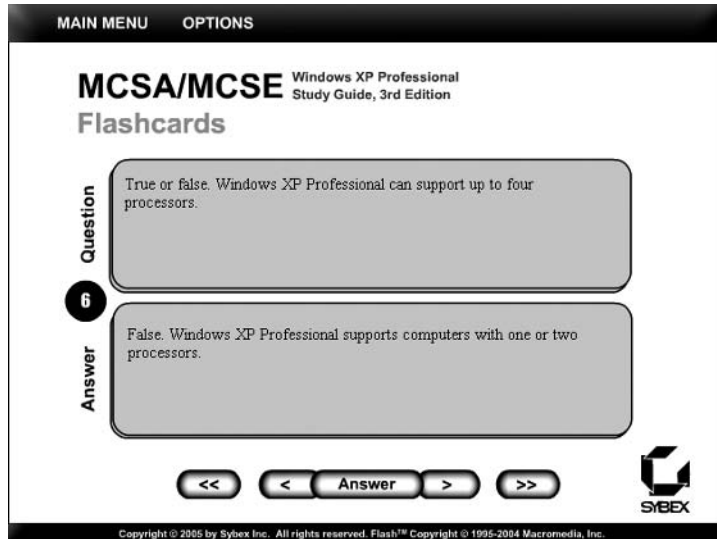 MAIN MENU OPTIONS
MCSA/MCSE Windows XP Professional
Study Guide, 3rd Edition
Flashcards
Question
True or false. Windows XP Professional can support up to four
processors.
6
Answer
False. Windows XP Professional supports computers with one or two
processors.
<< < Answer > >>
SYBEX
Copyright © 2005 by Sybex Inc. All rights reserved. Flash™ Copyright © 1995-2004 Macromedia, Inc.